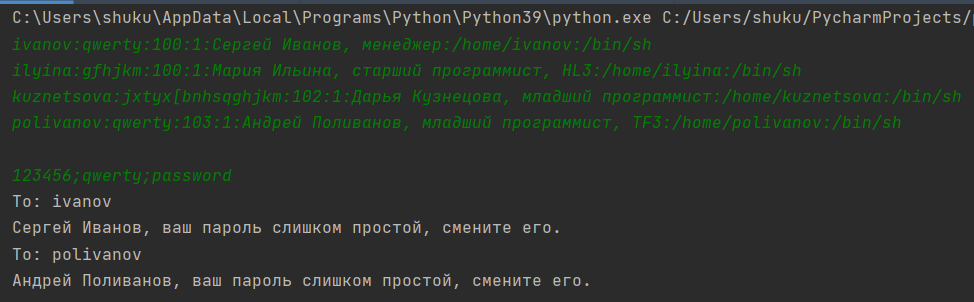 C:\Users\shuku\AppData\Local\Programs\Python\Python39\python.exe C:/Users/shuku/PycharmProjects/
ivanov:qwerty:100:1:Сергей Иванов, менеджер:/home/ivanov:/bin/sh
ilyina:gfhjkm:100:1:Мария Ильина, старший программист, HL3:/home/ilyina:/bin/sh
kuznetsova:jxtyx[bnhsqghjkm:102:1:Дарья Кузнецова, младший программист:/home/kuznetsova:/bin/sh
polivanov:qwerty:103:1:Андрей Поливанов, младший программист, TF3:/home/polivanov:/bin/sh
123456;qwerty;password
To: ivanov
Сергей Иванов, ваш пароль слишком простой, смените его.
To: polivanov
Андрей Поливанов, ваш пароль слишком простой, смените его.